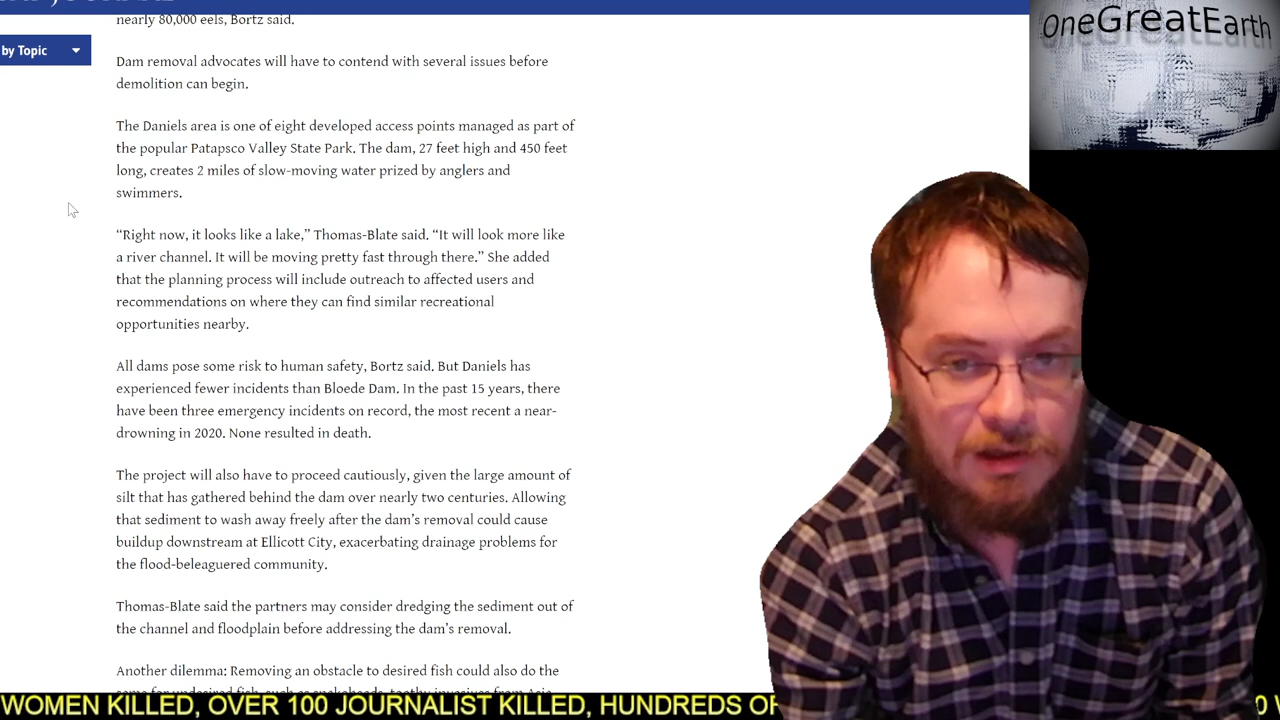 nearly 80,000 eels, Bortz said.
by Topic
OneGreatEarth
Dam removal advocates will have to contend with several issues before
demolition can begin.
The Daniels area is one of eight developed access points managed as part of
the popular Patapsco Valley State Park. The dam, 27 feet high and 450 feet
long, creates 2 miles of slow-moving water prized by anglers and
swimmers.
“Right now, it looks like a lake,” Thomas-Blate said. “It will look more like
a river channel. It will be moving pretty fast through there.” She added
that the planning process will include outreach to affected users and
recommendations on where they can find similar recreational
opportunities nearby.
All dams pose some risk to human safety, Bortz said. But Daniels has
experienced fewer incidents than Bloede Dam. In the past 15 years, there
have been three emergency incidents on record, the most recent a near-
drowning in 2020. None resulted in death.
The project will also have to proceed cautiously, given the large amount of
silt that has gathered behind the dam over nearly two centuries. Allowing
that sediment to wash away freely after the dam’s removal could cause
buildup downstream at Ellicott City, exacerbating drainage problems for
the flood-beleaguered community.
Thomas-Blate said the partners may consider dredging the sediment out of
the channel and floodplain before addressing the dam’s removal.
Another dilemma: Removing an obstacle to desired fish could also do the
same for undesired fish, such as snakeheads, toothy invasives from Asia
WOMEN KILLED, OVER 100 JOURNALIST KILLED, HUNDREDS OF